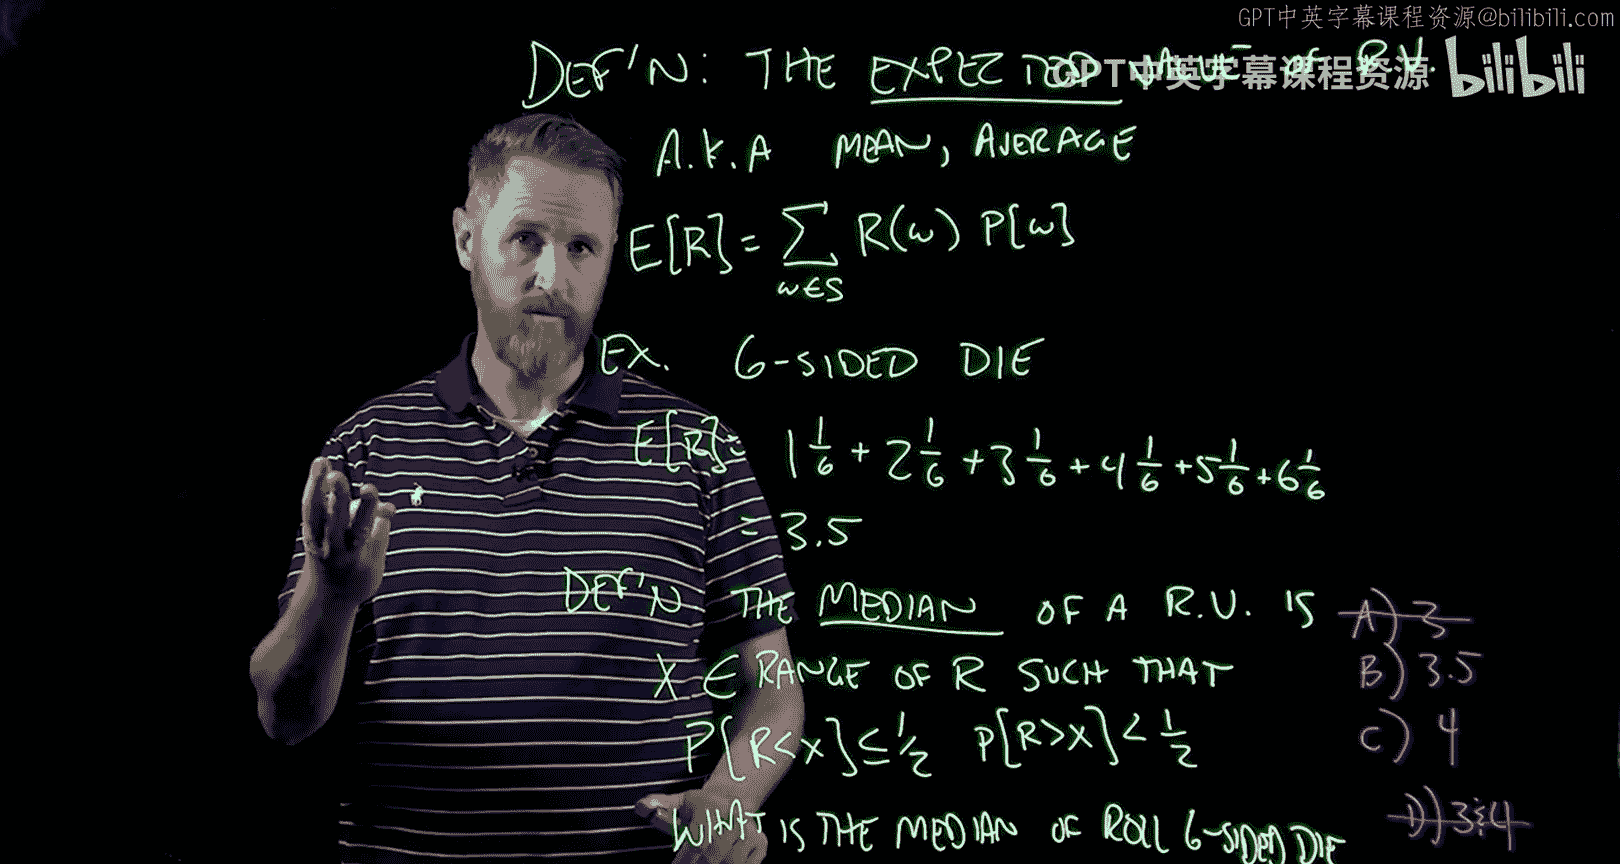 GPT中英字幕课程资源@bilibili.com
GPT中英字幕课程资源 bilibili
DEF'N: THE EXPECTED VALUE OF R.V.
A.K.A MEAN, AVERAGE
E[R] = ∑ R(ω) P[ω]
ω∈S
EX. 6-SIDED DIE
E[R] = 1 1/6 + 2 1/6 + 3 1/6 + 4 1/6 + 5 1/6 + 6 1/6
= 3.5
DEF'N THE MEDIAN OF A R.V. IS
X ∈ RANGE OF R SUCH THAT
P[R<X] ≤ 1/2 P[R>X] < 1/2
WHAT IS THE MEDIAN OF ROLL 6-SIDED DIE
A) 3
B) 3.5
C) 4
D) 3 & 4